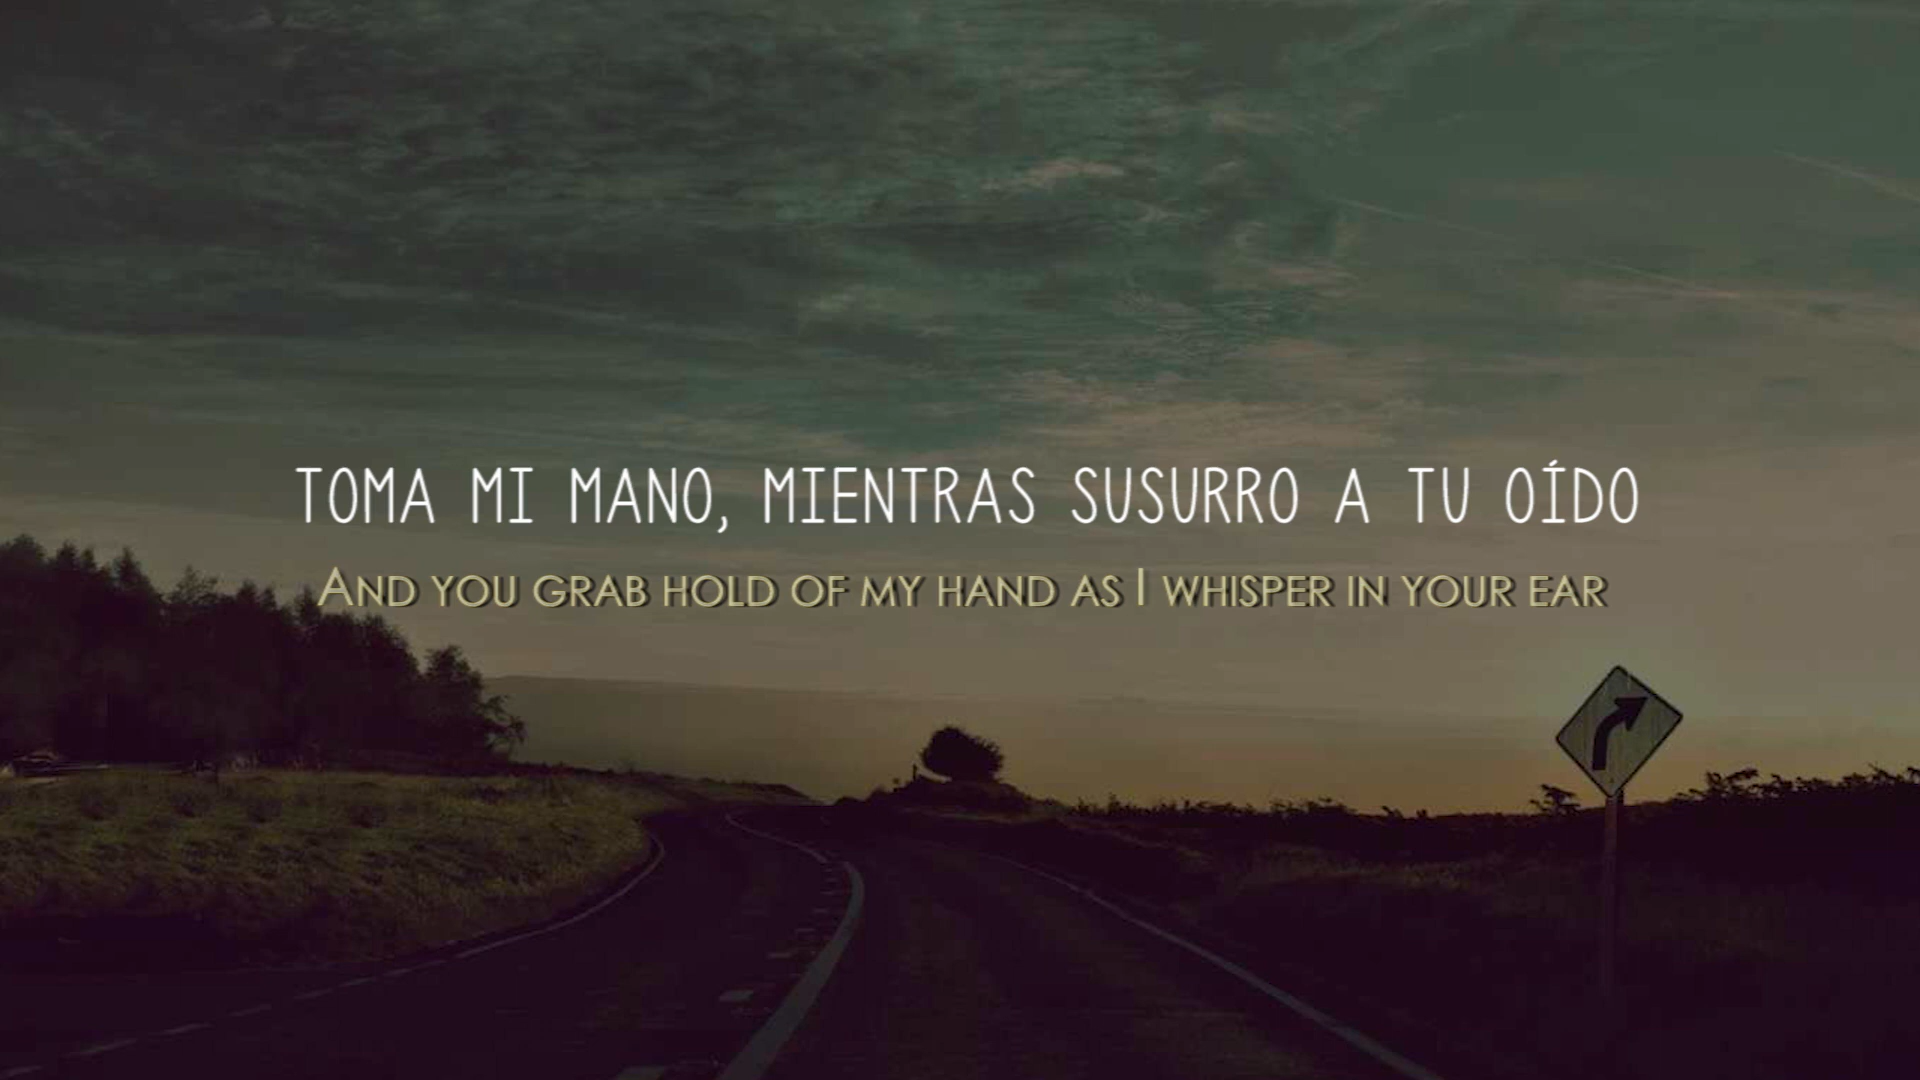 TOMA MI MANO, MIENTRAS SUSURRO A TU OÍDO
AND YOU GRAB HOLD OF MY HAND AS I WHISPER IN YOUR EAR